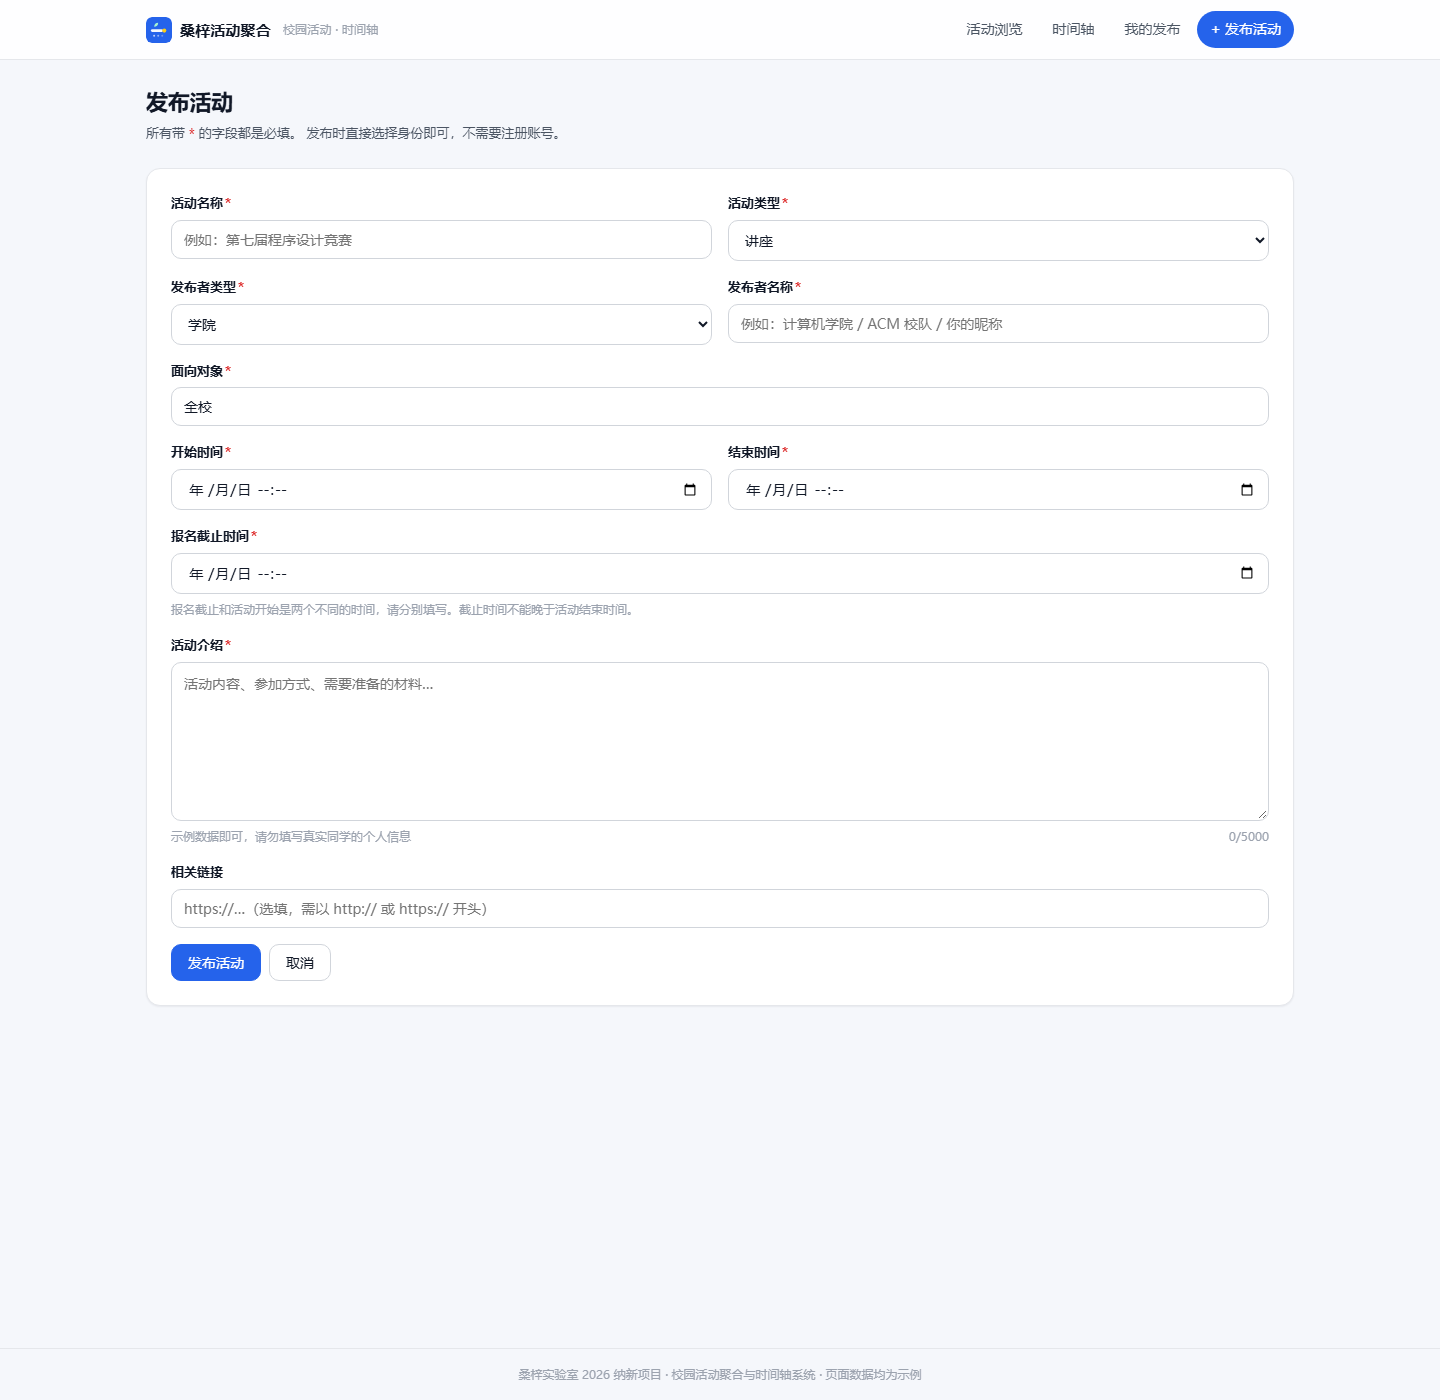 桑梓活动聚合 校园活动 · 时间轴 活动浏览 时间轴 我的发布 + 发布活动
发布活动
所有带 * 的字段都是必填。 发布时直接选择身份即可，不需要注册账号。
活动名称* 活动类型*
例如：第七届程序设计竞赛 讲座
发布者类型* 发布者名称*
学院 例如：计算机学院 / ACM 校队 / 你的昵称
面向对象*
全校
开始时间* 结束时间*
年 /月/日 --:-- 年 /月/日 --:--
报名截止时间*
年 /月/日 --:--
报名截止和活动开始是两个不同的时间，请分别填写。截止时间不能晚于活动结束时间。
活动介绍*
活动内容、参加方式、需要准备的材料...
示例数据即可，请勿填写真实同学的个人信息 0/5000
相关链接
https://...（选填，需以 http:// 或 https:// 开头）
发布活动 取消
桑梓实验室 2026 纳新项目 · 校园活动聚合与时间轴系统 · 页面数据均为示例